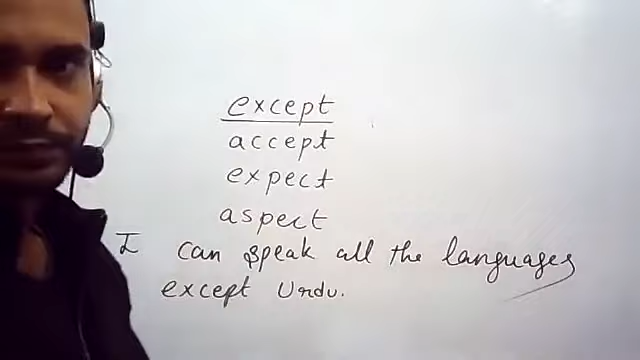 except
accept
expect
aspect
I can speak all the languages
except Urdu.